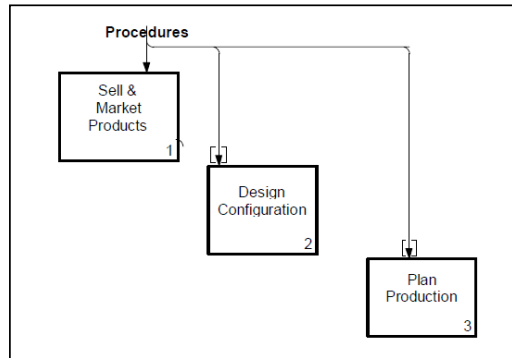 Procedures
Sell &
Market
Products
1
Design
Configuration
2
Plan
Production
3